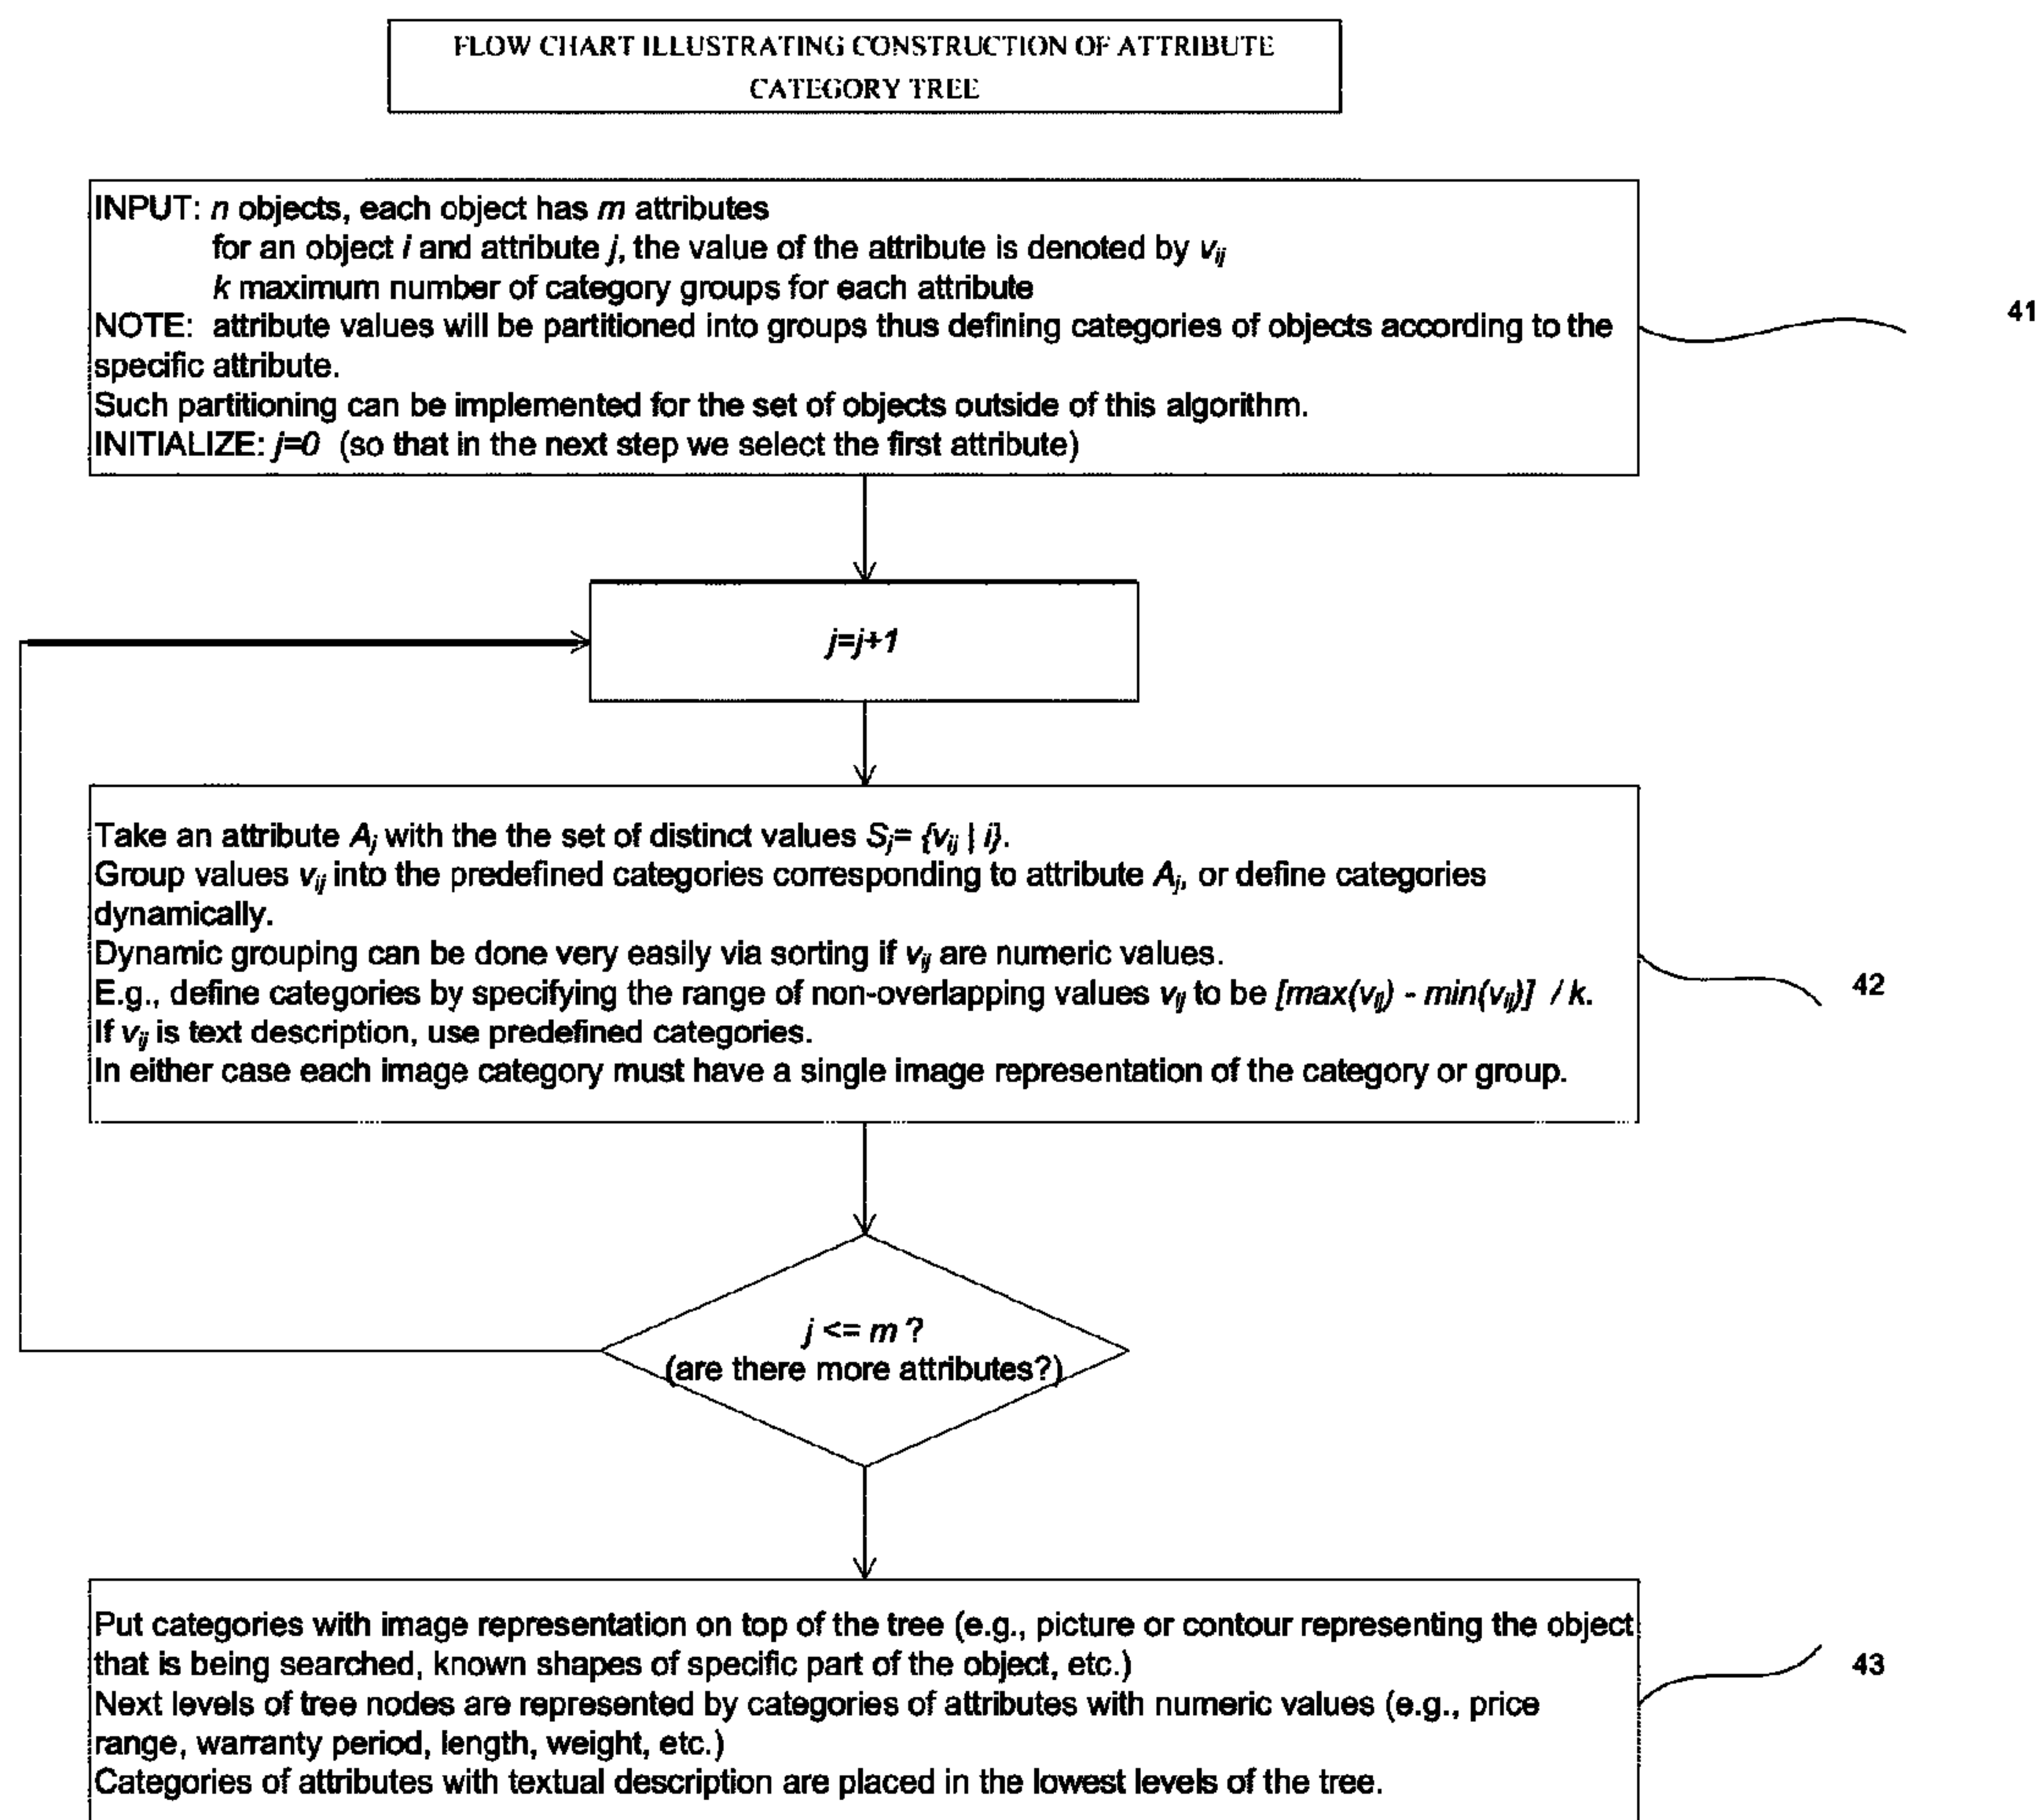 FLOW CHART ILLUSTRATING CONSTRUCTION OF ATTRIBUTE
CATEGORY TREE
INPUT: n objects, each object has m attributes
for an object i and attribute j, the value of the attribute is denoted by vij
k maximum number of category groups for each attribute
NOTE: attribute values will be partitioned into groups thus defining categories of objects according to the
specific attribute.
Such partitioning can be implemented for the set of objects outside of this algorithm.
INITIALIZE: j=0 (so that in the next step we select the first attribute)
41
j=j+1
Take an attribute Aj with the the set of distinct values Sj= {vij | i}.
Group values vij into the predefined categories corresponding to attribute Aj, or define categories
dynamically.
Dynamic grouping can be done very easily via sorting if vij are numeric values.
E.g., define categories by specifying the range of non-overlapping values vij to be [max(vij) - min(vij)] / k.
If vij is text description, use predefined categories.
In either case each image category must have a single image representation of the category or group.
42
j <= m ?
(are there more attributes?)
Put categories with image representation on top of the tree (e.g., picture or contour representing the object
that is being searched, known shapes of specific part of the object, etc.)
Next levels of tree nodes are represented by categories of attributes with numeric values (e.g., price
range, warranty period, length, weight, etc.)
Categories of attributes with textual description are placed in the lowest levels of the tree.
43